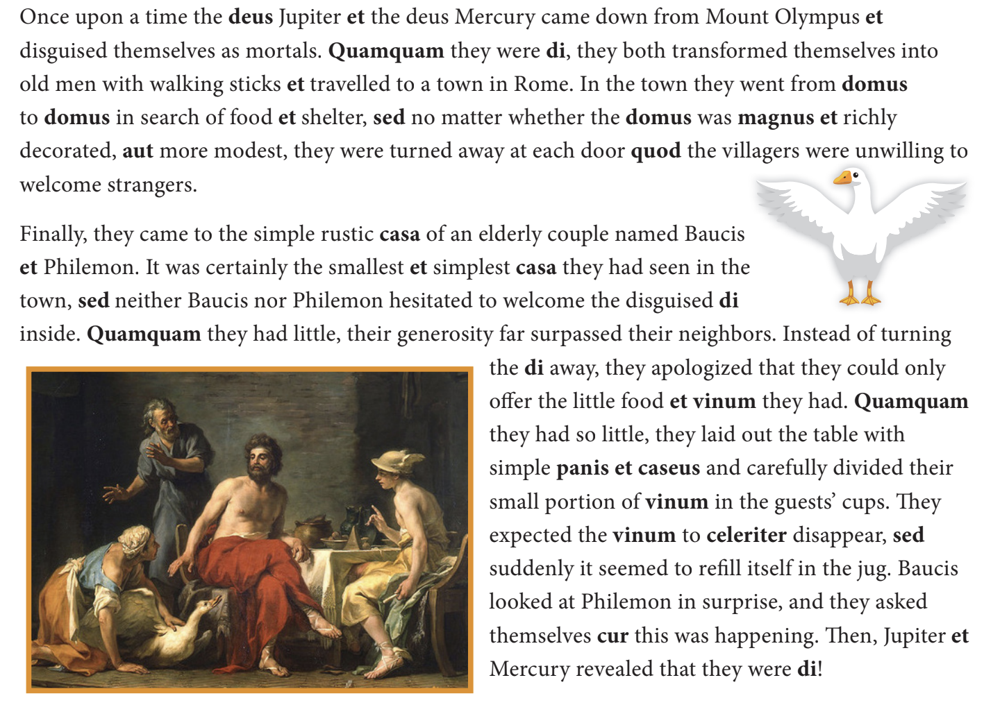 Once upon a time the deus Jupiter et the deus Mercury came down from Mount Olympus et
disguised themselves as mortals. Quamquam they were di, they both transformed themselves into
old men with walking sticks et travelled to a town in Rome. In the town they went from domus
to domus in search of food et shelter, sed no matter whether the domus was magnus et richly
decorated, aut more modest, they were turned away at each door quod the villagers were unwilling to
welcome strangers.
Finally, they came to the simple rustic casa of an elderly couple named Baucis
et Philemon. It was certainly the smallest et simplest casa they had seen in the
town, sed neither Baucis nor Philemon hesitated to welcome the disguised di
inside. Quamquam they had little, their generosity far surpassed their neighbors. Instead of turning
the di away, they apologized that they could only
offer the little food et vinum they had. Quamquam
they had so little, they laid out the table with
simple panis et caseus and carefully divided their
small portion of vinum in the guests’ cups. They
expected the vinum to celeriter disappear, sed
suddenly it seemed to refill itself in the jug. Baucis
looked at Philemon in surprise, and they asked
themselves cur this was happening. Then, Jupiter et
Mercury revealed that they were di!